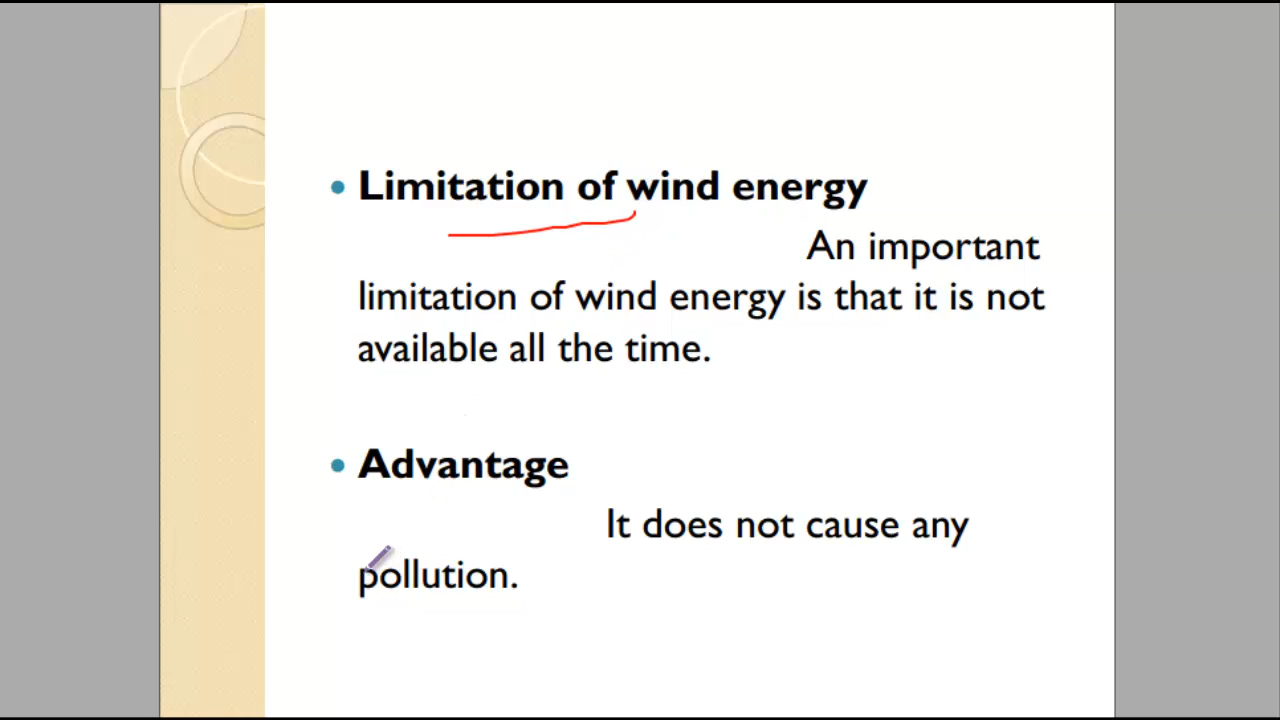 Limitation of wind energy
An important
limitation of wind energy is that it is not
available all the time.
Advantage
It does not cause any
pollution.